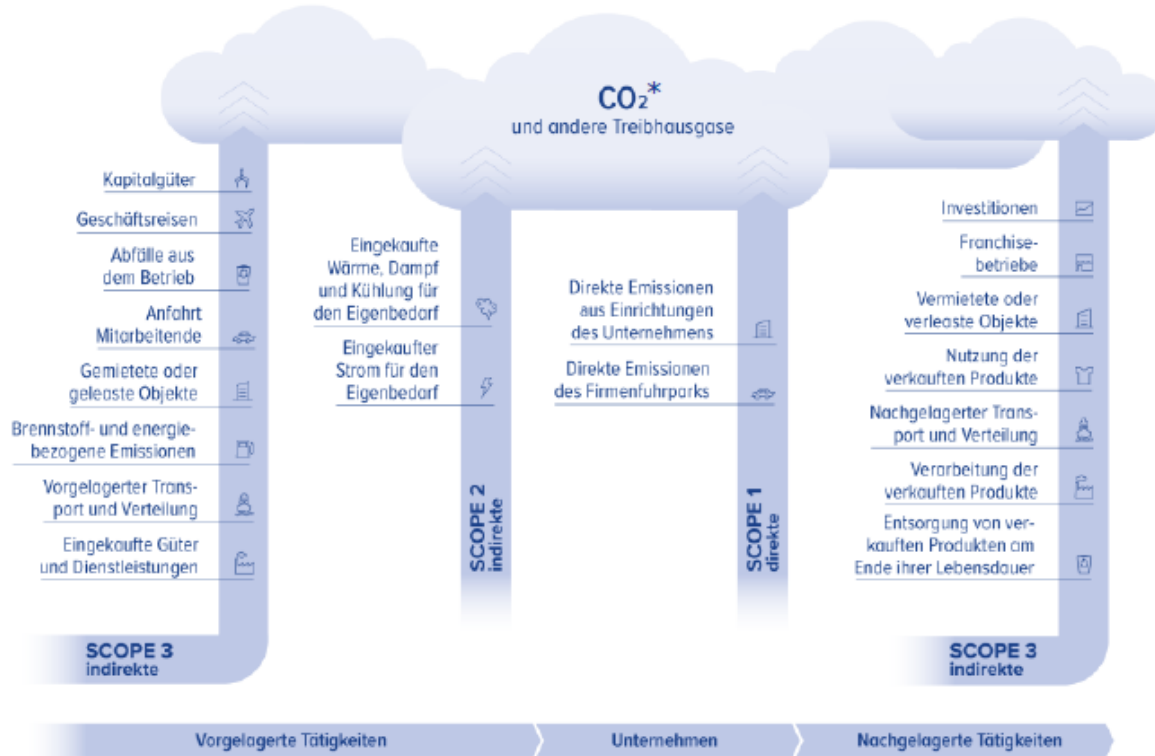 CO₂*
und andere Treibhausgase
Kapitalgüter
Geschäftsreisen
Abfälle aus
dem Betrieb
Anfahrt
Mitarbeitende
Gemietete oder
geleaste Objekte
Brennstoff- und energie-
bezogene Emissionen
Vorgelagerter Trans-
port und Verteilung
Eingekaufte Güter
und Dienstleistungen
SCOPE 3
indirekte
Eingekaufte
Wärme, Dampf
und Kühlung für
den Eigenbedarf
Eingekaufter
Strom für den
Eigenbedarf
SCOPE 2
indirekte
Direkte Emissionen
aus Einrichtungen
des Unternehmens
Direkte Emissionen
des Firmenfuhrparks
SCOPE 1
direkte
Investitionen
Franchise-
betriebe
Vermietete oder
verleaste Objekte
Nutzung der
verkauften Produkte
Nachgelagerter Trans-
port und Verteilung
Verarbeitung der
verkauften Produkte
Entsorgung von ver-
kauften Produkten am
Ende ihrer Lebensdauer
SCOPE 3
indirekte
Vorgelagerte Tätigkeiten
Unternehmen
Nachgelagerte Tätigkeiten